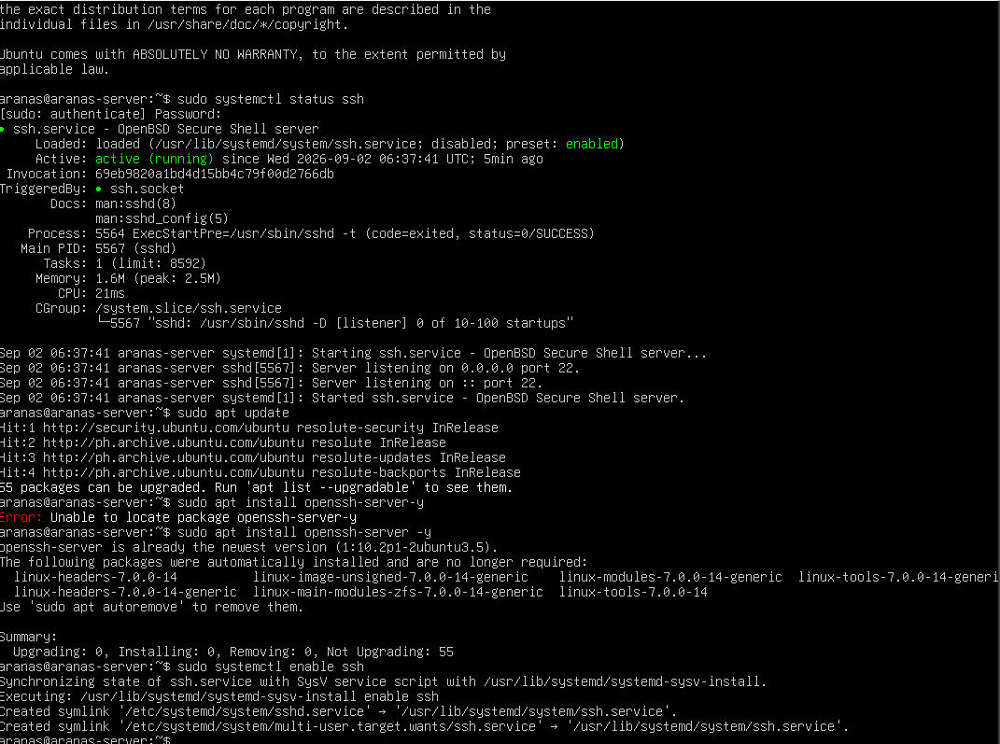 the exact distribution terms for each program are described in the
individual files in /usr/share/doc/*/copyright.
Ubuntu comes with ABSOLUTELY NO WARRANTY, to the extent permitted by
applicable law.
aranas@aranas-server:~$ sudo systemctl status ssh
[sudo: authenticate] Password:
● ssh.service - OpenBSD Secure Shell server
Loaded: loaded (/usr/lib/systemd/system/ssh.service; disabled; preset: enabled)
Active: active (running) since Wed 2026-09-02 06:37:41 UTC; 5min ago
Invocation: 69eb9820a1bd4d15bb4c79f00d2766db
TriggeredBy: ● ssh.socket
Docs: man:sshd(8)
man:sshd_config(5)
Process: 5564 ExecStartPre=/usr/sbin/sshd -t (code=exited, status=0/SUCCESS)
Main PID: 5567 (sshd)
Tasks: 1 (limit: 8592)
Memory: 1.6M (peak: 2.5M)
CPU: 21ms
CGroup: /system.slice/ssh.service
└─5567 "sshd: /usr/sbin/sshd -D [listener] 0 of 10-100 startups"
Sep 02 06:37:41 aranas-server systemd[1]: Starting ssh.service - OpenBSD Secure Shell server...
Sep 02 06:37:41 aranas-server sshd[5567]: Server listening on 0.0.0.0 port 22.
Sep 02 06:37:41 aranas-server sshd[5567]: Server listening on :: port 22.
Sep 02 06:37:41 aranas-server systemd[1]: Started ssh.service - OpenBSD Secure Shell server.
aranas@aranas-server:~$ sudo apt update
Hit:1 http://security.ubuntu.com/ubuntu resolute-security InRelease
Hit:2 http://ph.archive.ubuntu.com/ubuntu resolute InRelease
Hit:3 http://ph.archive.ubuntu.com/ubuntu resolute-updates InRelease
Hit:4 http://ph.archive.ubuntu.com/ubuntu resolute-backports InRelease
55 packages can be upgraded. Run 'apt list --upgradable' to see them.
aranas@aranas-server:~$ sudo apt install openssh-server-y
Error: Unable to locate package openssh-server-y
aranas@aranas-server:~$ sudo apt install openssh-server -y
openssh-server is already the newest version (1:10.2p1-2ubuntu3.5).
The following packages were automatically installed and are no longer required:
linux-headers-7.0.0-14 linux-image-unsigned-7.0.0-14-generic linux-modules-7.0.0-14-generic linux-tools-7.0.0-14-generi
linux-headers-7.0.0-14-generic linux-main-modules-zfs-7.0.0-14-generic linux-tools-7.0.0-14
Use 'sudo apt autoremove' to remove them.
Summary:
Upgrading: 0, Installing: 0, Removing: 0, Not Upgrading: 55
aranas@aranas-server:~$ sudo systemctl enable ssh
Synchronizing state of ssh.service with SysV service script with /usr/lib/systemd/systemd-sysv-install.
Executing: /usr/lib/systemd/systemd-sysv-install enable ssh
Created symlink '/etc/systemd/system/sshd.service' → '/usr/lib/systemd/system/ssh.service'.
Created symlink '/etc/systemd/system/multi-user.target.wants/ssh.service' → '/usr/lib/systemd/system/ssh.service'.
aranas@aranas-server:~$